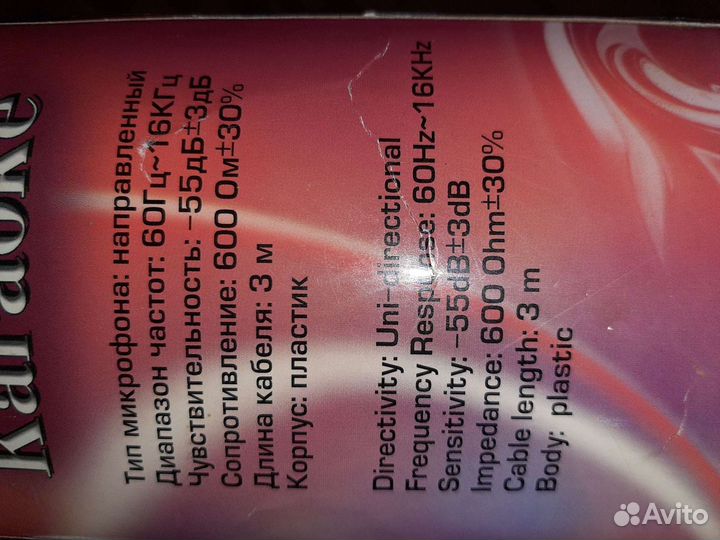 караоке
Тип микрофона: направленный
Диапазон частот: 60Гц~16КГц
Чувствительность: -55дБ±3дБ
Сопротивление: 600 Ом±30%
Длина кабеля: 3 м
Корпус: пластик
Directivity: Uni-directional
Frequency Response: 60Hz~16KHz
Sensitivity: -55dB±3dB
Impedance: 600 Ohm±30%
Cable length: 3 m
Body: plastic
Avito